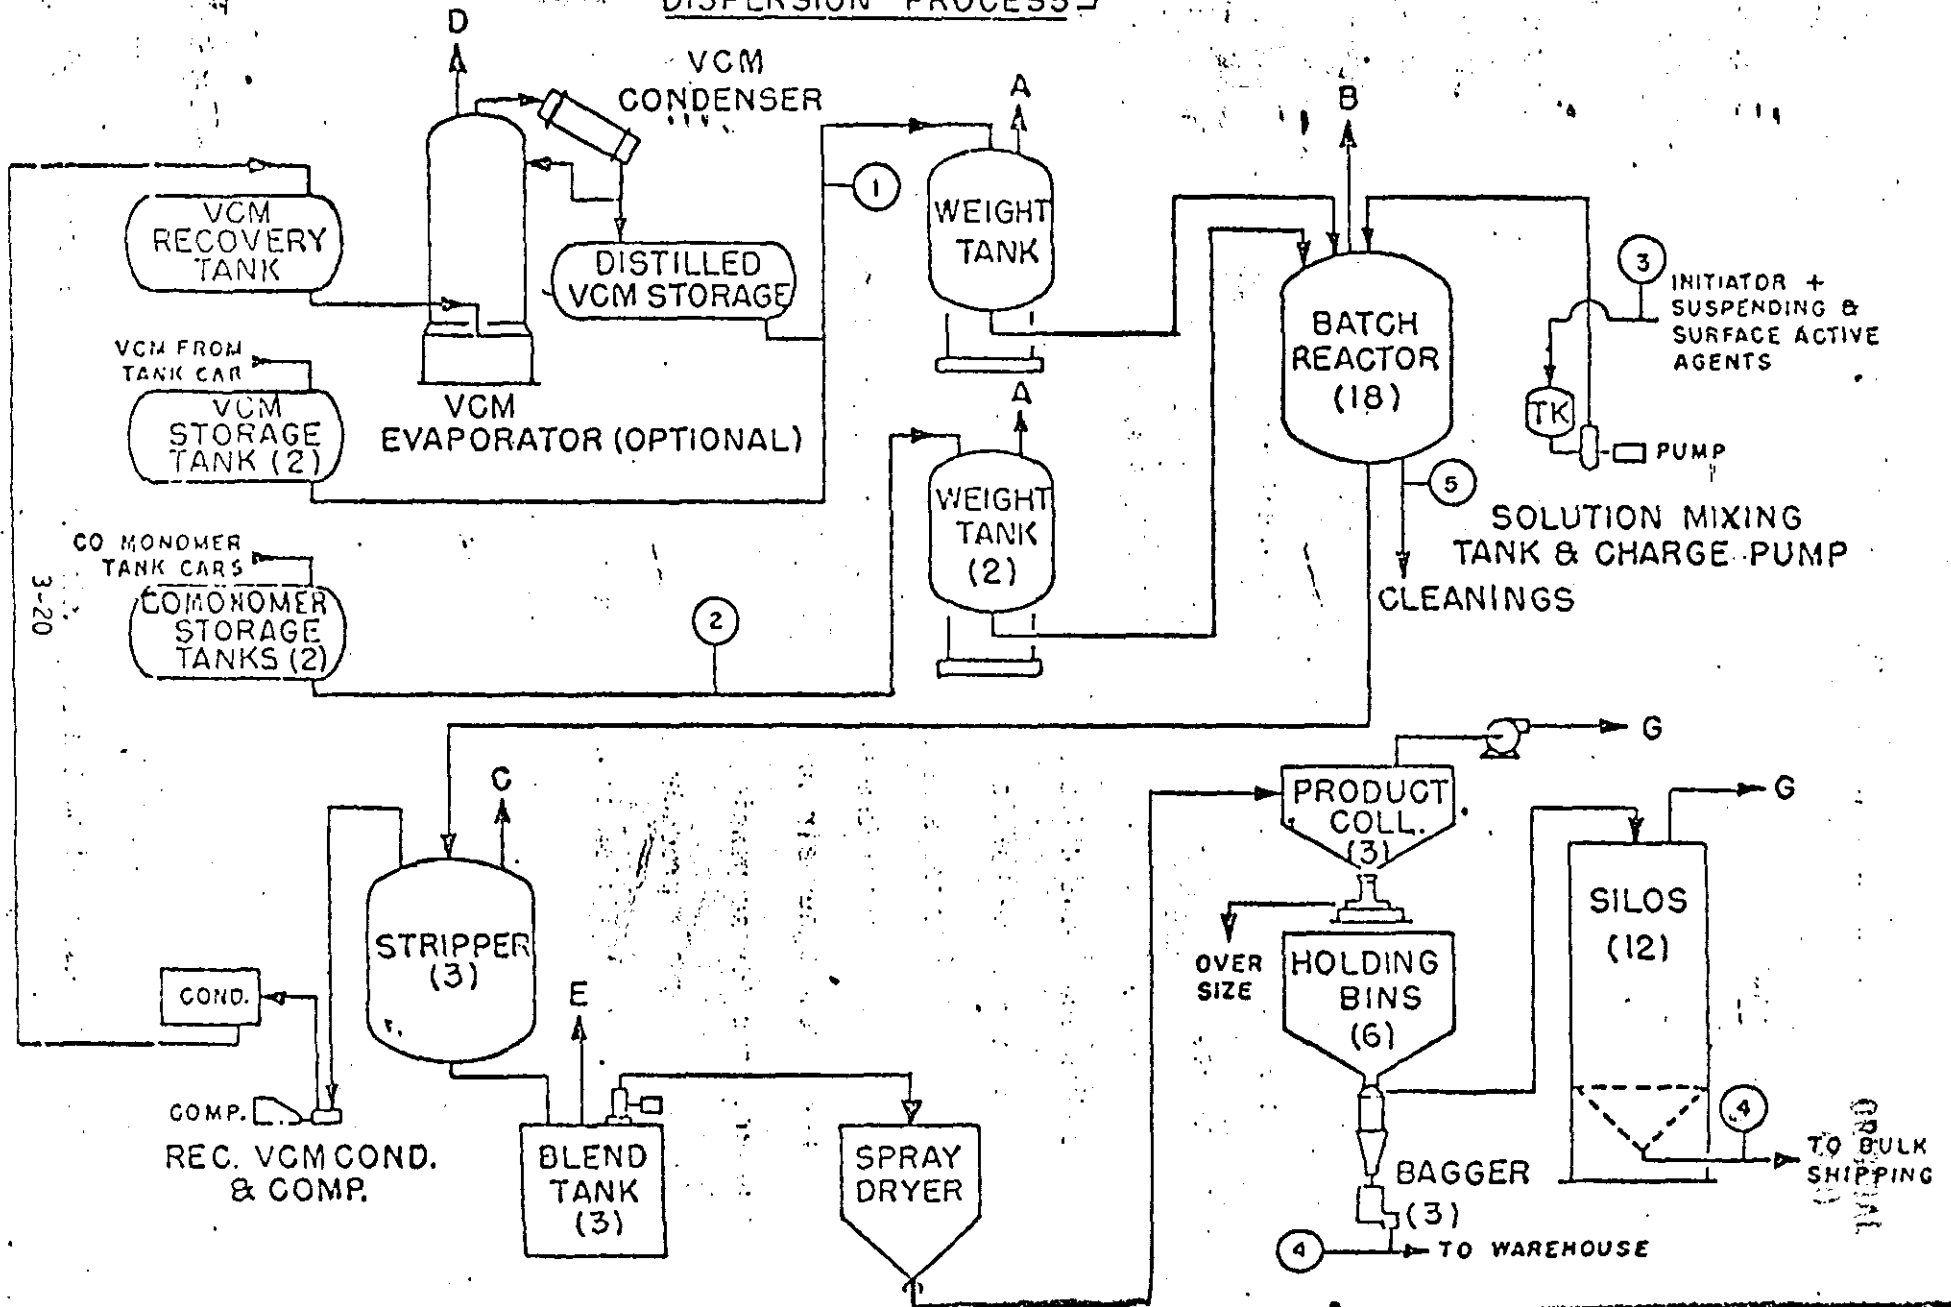 DISPERSION PROCESS
D
VCM
CONDENSER
A
B
1
VCM
RECOVERY
TANK
WEIGHT
TANK
DISTILLED
VCM STORAGE
3
INITIATOR +
SUSPENDING &
SURFACE ACTIVE
AGENTS
BATCH
REACTOR
(18)
VCM FROM
TANK CAR
VCM
STORAGE
TANK (2)
VCM
EVAPORATOR (OPTIONAL)
A
TK
PUMP
WEIGHT
TANK
(2)
5
SOLUTION MIXING
TANK & CHARGE PUMP
CO MONOMER
TANK CARS
COMONOMER
STORAGE
TANKS (2)
2
CLEANINGS
3-20
C
G
PRODUCT
COLL.
(3)
G
STRIPPER
(3)
OVER
SIZE
HOLDING
BINS
(6)
SILOS
(12)
COND.
E
COMP.
REC. VCM COND.
& COMP.
BLEND
TANK
(3)
SPRAY
DRYER
BAGGER
(3)
4
TO BULK
SHIPPING
4
TO WAREHOUSE